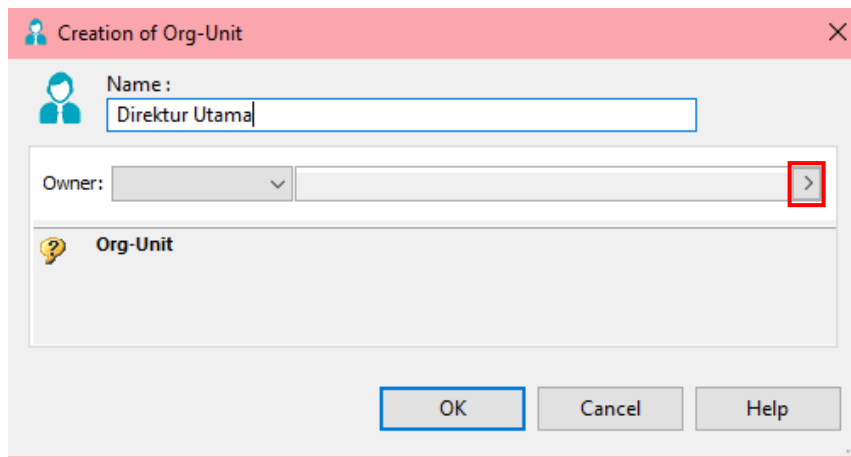 Creation of Org-Unit
Name :
Direktur Utama
Owner:
Org-Unit
OK
Cancel
Help